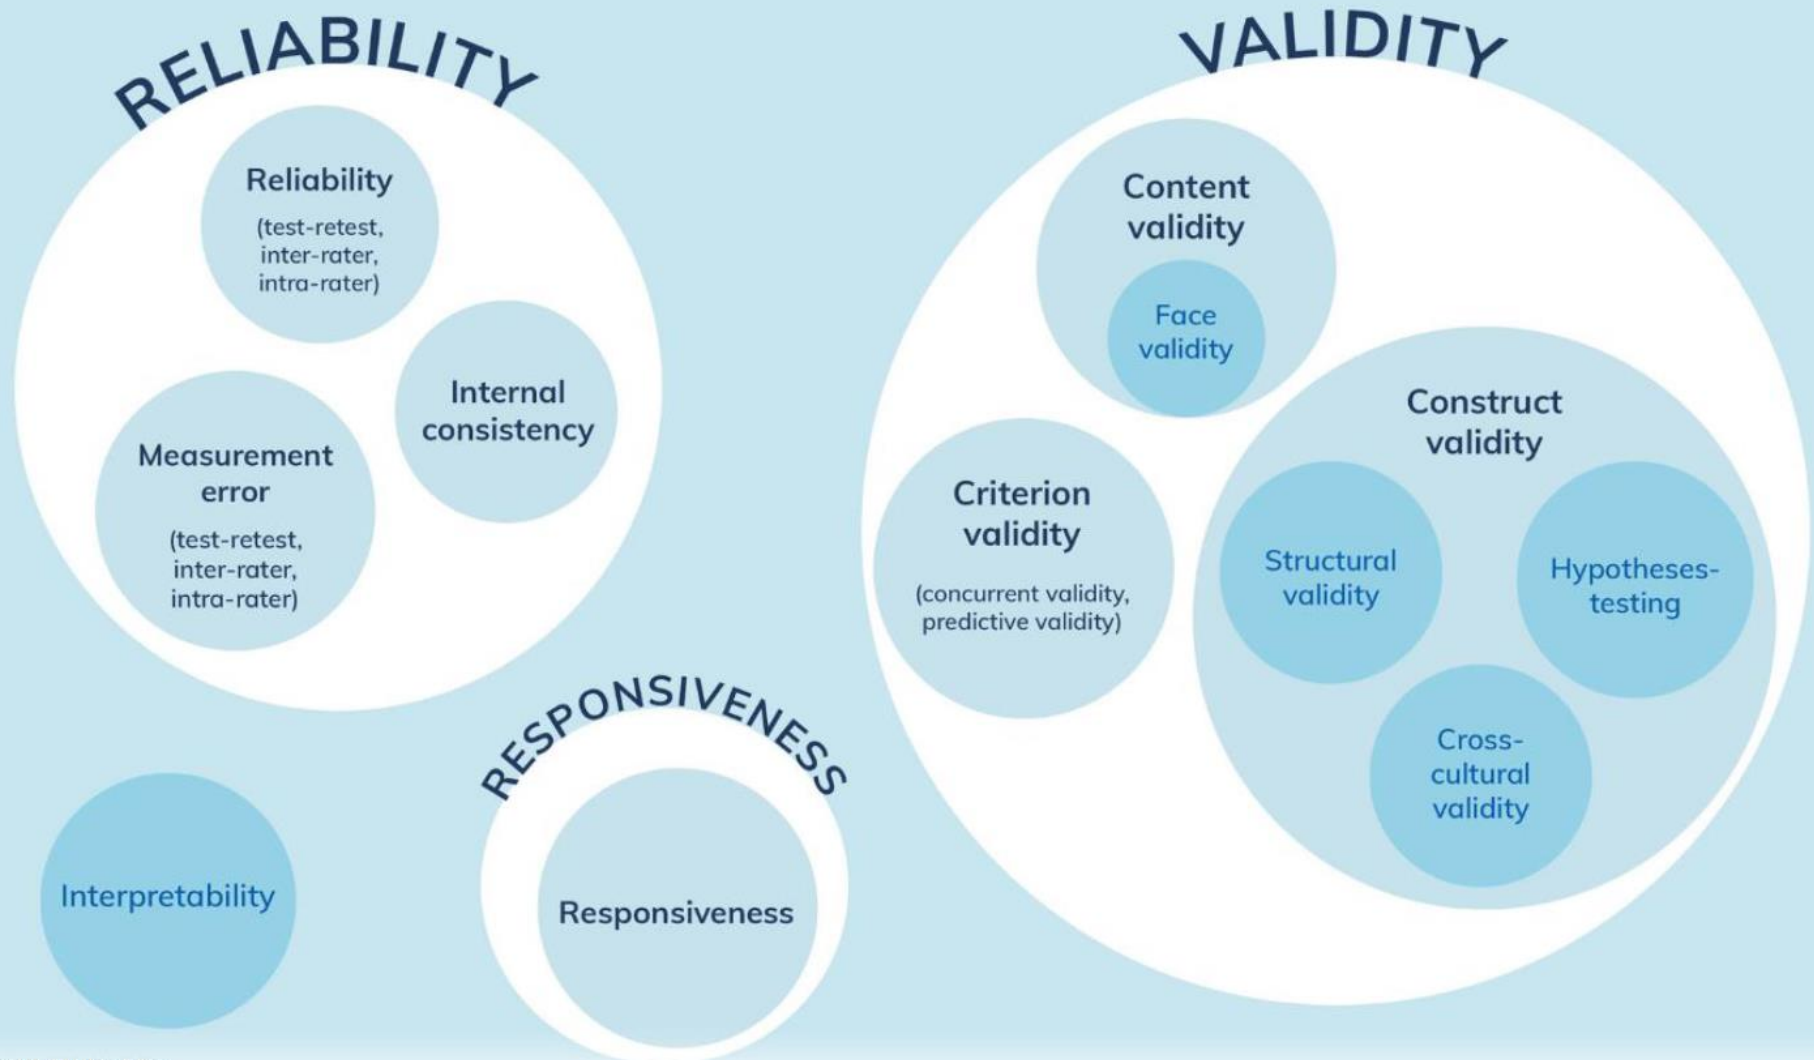 RELIABILITY
Reliability
(test-retest,
inter-rater,
intra-rater)
Internal
consistency
Measurement
error
(test-retest,
inter-rater,
intra-rater)
VALIDITY
Content
validity
Face
validity
Criterion
validity
(concurrent validity,
predictive validity)
Construct
validity
Structural
validity
Hypotheses-
testing
Cross-
cultural
validity
RESPONSIVENESS
Responsiveness
Interpretability